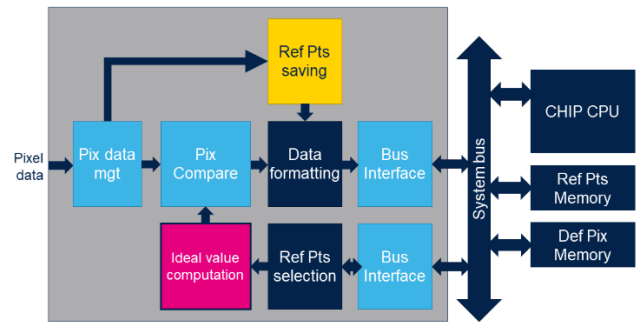 Ref Pts
saving
Pixel
data
Pix data
mgt
Pix
Compare
Data
formatting
Bus
Interface
Ideal value
computation
Ref Pts
selection
Bus
Interface
System bus
CHIP CPU
Ref Pts
Memory
Def Pix
Memory